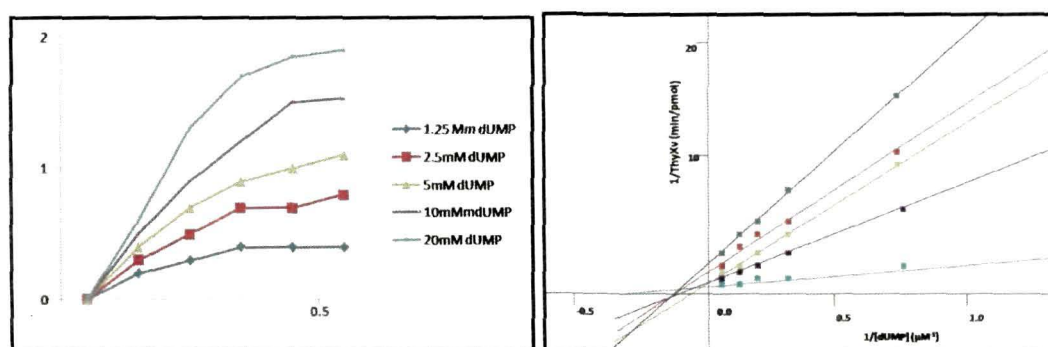 2
1
0
0.5
1.25 Mm dUMP
2.5mM dUMP
5mM dUMP
10mMmdUMP
20mM dUMP
20
10
1/ThyXv (min/pmol)
-0.5
0.0
0.5
1.0
1/[dUMP] (µM⁻¹)